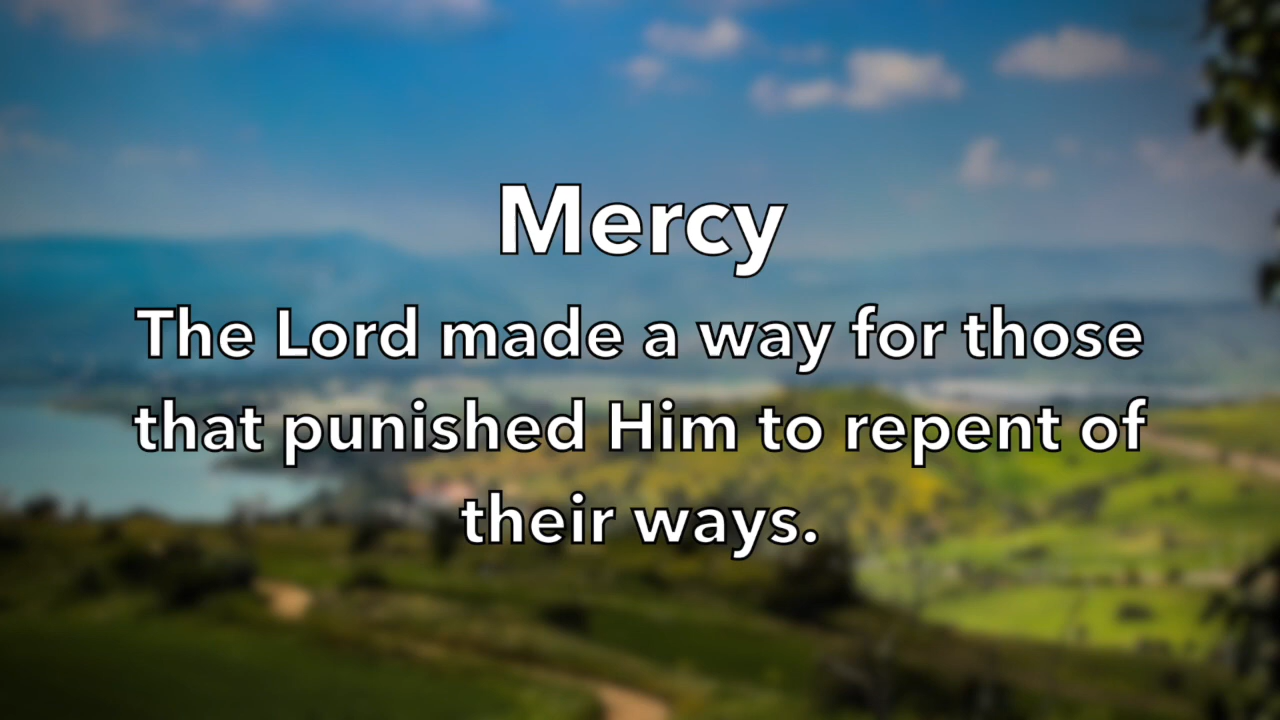 Mercy
The Lord made a way for those
that punished Him to repent of
their ways.